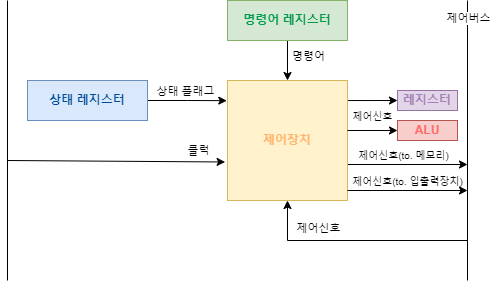 명령어 레지스터
제어버스
명령어
상태 레지스터
상태 플래그
레지스터
제어신호
ALU
제어장치
클럭
제어신호(to. 메모리)
제어신호(to. 입출력장치)
제어신호